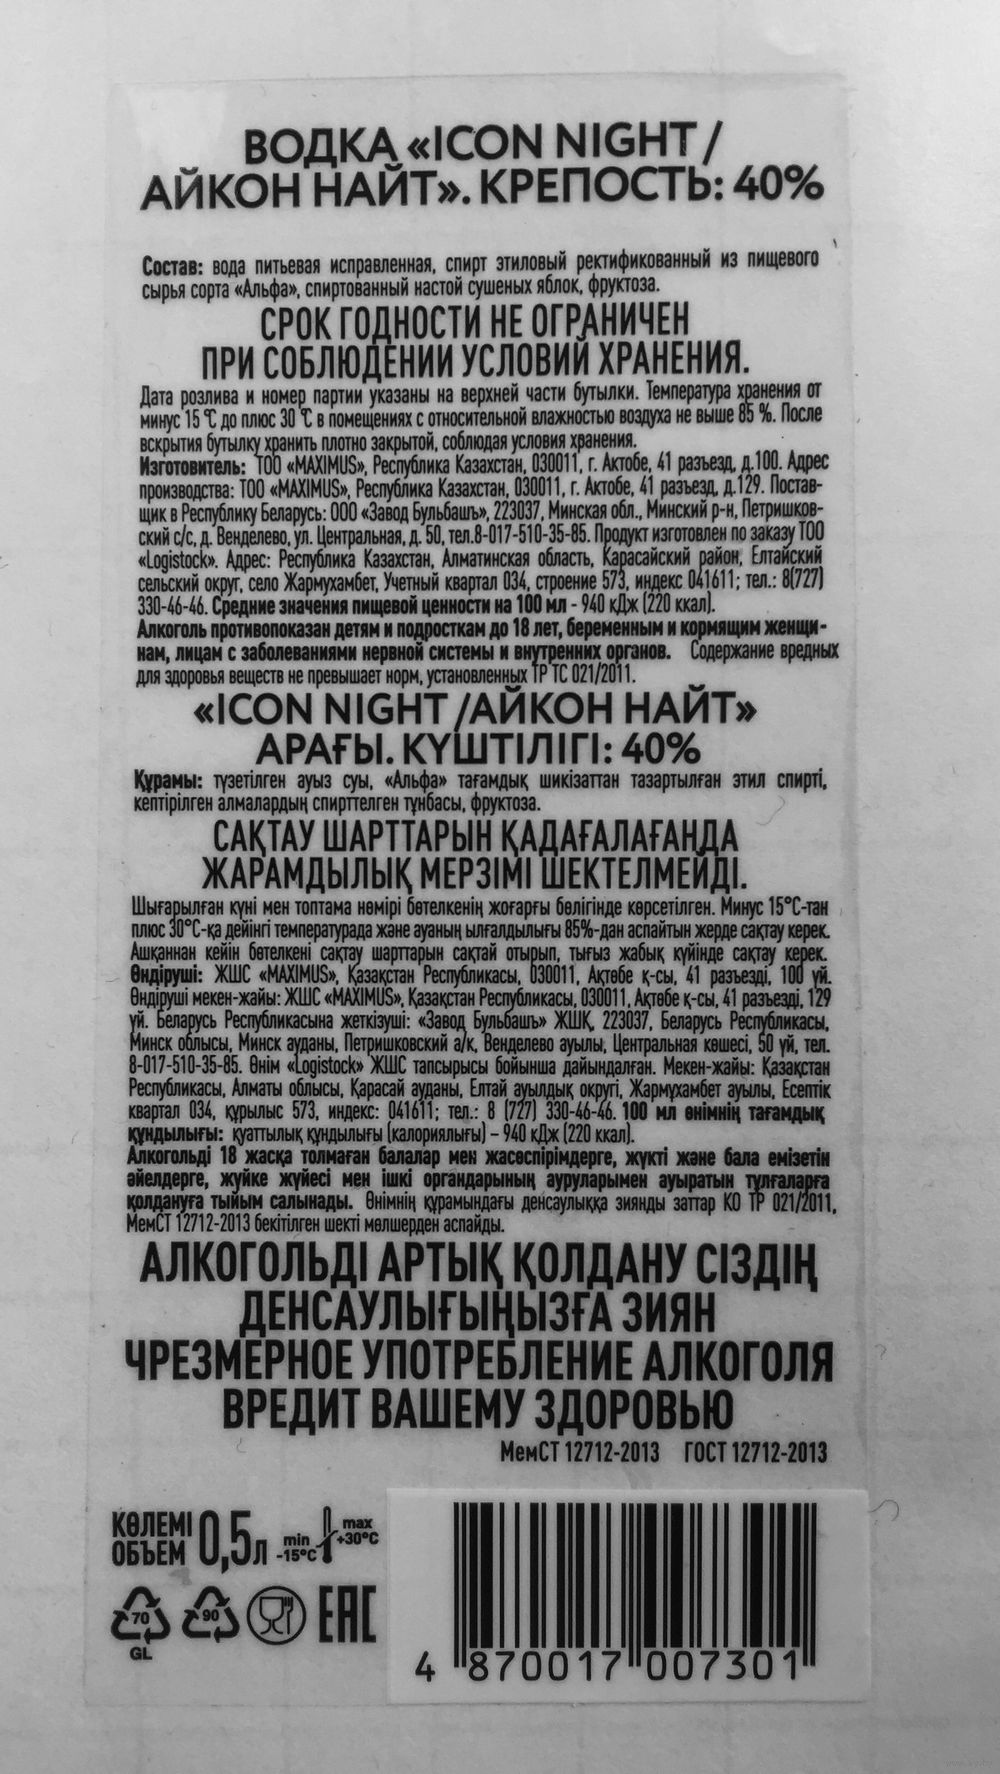 ВОДКА «ICON NIGHT /
АЙКОН НАЙТ». КРЕПОСТЬ: 40%
Состав: вода питьевая исправленная, спирт этиловый ректификованный из пищевого
сырья сорта «Альфа», спиртованный настой сушеных яблок, фруктоза.
СРОК ГОДНОСТИ НЕ ОГРАНИЧЕН
ПРИ СОБЛЮДЕНИИ УСЛОВИЙ ХРАНЕНИЯ.
Дата розлива и номер партии указаны на верхней части бутылки. Температура хранения от
минус 15 ℃ до плюс 30 ℃ в помещениях с относительной влажностью воздуха не выше 85 %. После
вскрытия бутылку хранить плотно закрытой, соблюдая условия хранения.
Изготовитель: ТОО «MAXIMUS», Республика Казахстан, 030011, г. Актобе, 41 разъезд, д.100. Адрес
производства: ТОО «MAXIMUS», Республика Казахстан, 030011, г. Актобе, 41 разъезд, д.129. Постав-
щик в Республику Беларусь: ООО «Завод Бульбашъ», 223037, Минская обл., Минский р-н, Петришков-
ский с/с, д. Венделево, ул. Центральная, д. 50, тел.8-017-510-35-85. Продукт изготовлен по заказу ТОО
«Logistock». Адрес: Республика Казахстан, Алматинская область, Карасайский район, Елтайский
сельский округ, село Жармухамбет, Учетный квартал 034, строение 573, индекс 041611; тел.: 8(727)
330-46-46. Средние значения пищевой ценности на 100 мл - 940 кДж (220 ккал).
Алкоголь противопоказан детям и подросткам до 18 лет, беременным и кормящим женщи-
нам, лицам с заболеваниями нервной системы и внутренних органов. Содержание вредных
для здоровья веществ не превышает норм, установленных ТР ТС 021/2011.
«ICON NIGHT /АЙКОН НАЙТ»
АРАҒЫ. КҮШТІЛІГІ: 40%
Құрамы: түзетілген ауыз суы, «Альфа» тағамдық шикізаттан тазартылған этил спирті,
кептірілген алмалардың спирттелген тұнбасы, фруктоза.
САҚТАУ ШАРТТАРЫН ҚАДАҒАЛАҒАНДА
ЖАРАМДЫЛЫҚ МЕРЗІМІ ШЕКТЕЛМЕЙДІ.
Шығарылған күні мен топтама нөмірі бөтелкенің жоғарғы бөлігінде көрсетілген. Минус 15°С-тан
плюс 30°С-қа дейінгі температурада және ауаның ылғалдылығы 85%-дан аспайтын жерде сақтау керек.
Ашқаннан кейін бөтелкені сақтау шарттарын сақтай отырып, тығыз жабық күйінде сақтау керек.
Өндіруші: ЖШС «MAXIMUS», Қазақстан Республикасы, 030011, Ақтөбе қ-сы, 41 разъезді, 100 үй.
Өндіруші мекен-жайы: ЖШС «MAXIMUS», Қазақстан Республикасы, 030011, Ақтөбе қ-сы, 41 разъезді, 129
үй. Беларусь Республикасына жеткізуші: «Завод Бульбашъ» ЖШҚ, 223037, Беларусь Республикасы,
Минск облысы, Минск ауданы, Петришковский а/к, Венделево ауылы, Центральная көшесі, 50 үй, тел.
8-017-510-35-85. Өнім «Logistock» ЖШС тапсырысы бойынша дайындалған. Мекен-жайы: Қазақстан
Республикасы, Алматы облысы, Қарасай ауданы, Елтай ауылдық округі, Жармұхамбет ауылы, Есептік
квартал 034, құрылыс 573, индекс: 041611; тел.: 8 (727) 330-46-46. 100 мл өнімнің тағамдық
құндылығы: қуаттылық құндылығы (калориялығы) – 940 кДж (220 ккал).
Алкогольді 18 жасқа толмаған балалар мен жасөспірімдерге, жүкті және бала емізетін
әйелдерге, жүйке жүйесі мен ішкі органдарының ауруларымен ауыратын тұлғаларға
қолдануға тыйым салынады. Өнімнің құрамындағы денсаулыққа зиянды заттар КО ТР 021/2011,
МемСТ 12712-2013 бекітілген шекті мөлшерден аспайды.
АЛКОГОЛЬДІ АРТЫҚ ҚОЛДАНУ СІЗДІҢ
ДЕНСАУЛЫҒЫҢЫЗҒА ЗИЯН
ЧРЕЗМЕРНОЕ УПОТРЕБЛЕНИЕ АЛКОГОЛЯ
ВРЕДИТ ВАШЕМУ ЗДОРОВЬЮ
МемСТ 12712-2013 ГОСТ 12712-2013
КӨЛЕМІ
ОБЪЕМ 0,5л
min
-15°C
max
+30°C
70
GL
90
EAC
4 870017 007301